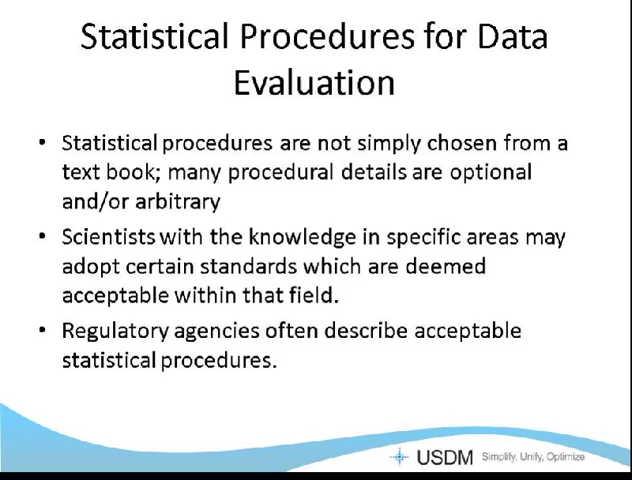 Statistical Procedures for Data
Evaluation
• Statistical procedures are not simply chosen from a
text book; many procedural details are optional
and/or arbitrary
• Scientists with the knowledge in specific areas may
adopt certain standards which are deemed
acceptable within that field.
• Regulatory agencies often describe acceptable
statistical procedures.
USDM Simplify, Unify, Optimize